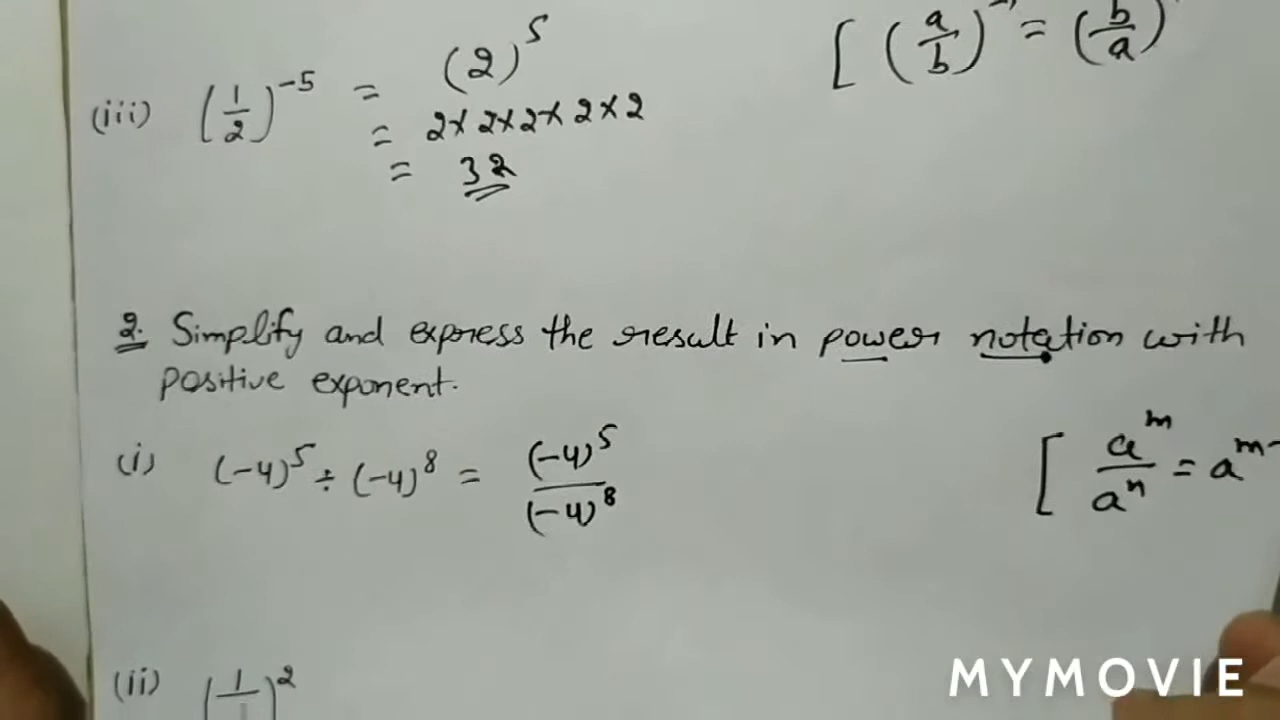 (iii) (1/2)^-5 = (2)^5
= 2×2×2×2×2
= 32
[ (a/b)^- = (b/a)
2. Simplify and express the result in power notation with
positive exponent.
(i) (-4)^5 ÷ (-4)^8 = (-4)^5/(-4)^8
[ a^m/a^n = a^m-
(ii) (1/ )^2
MYMOVIE